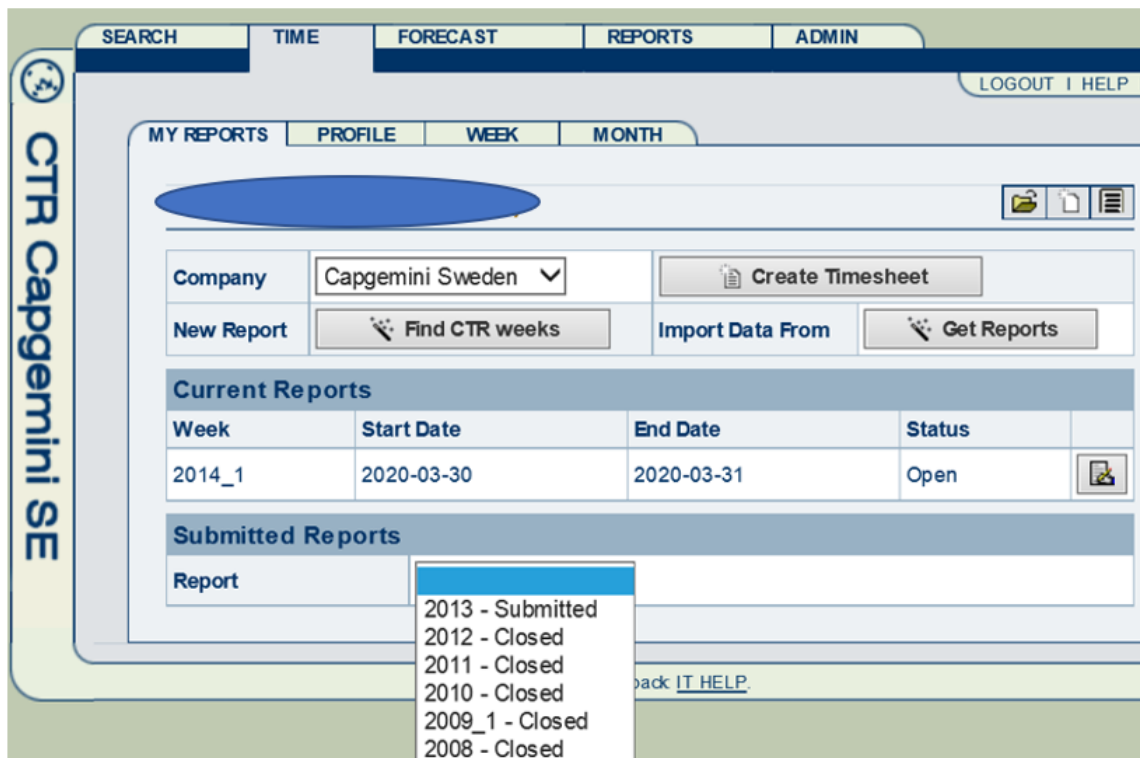 SEARCH TIME FORECAST REPORTS ADMIN
LOGOUT | HELP
CTR Capgemini SE
MY REPORTS PROFILE WEEK MONTH
Company Capgemini Sweden Create Timesheet
New Report Find CTR weeks Import Data From Get Reports
Current Reports
Week Start Date End Date Status
2014_1 2020-03-30 2020-03-31 Open
Submitted Reports
Report
2013 - Submitted
2012 - Closed
2011 - Closed
2010 - Closed
2009_1 - Closed
2008 - Closed
IT HELP.